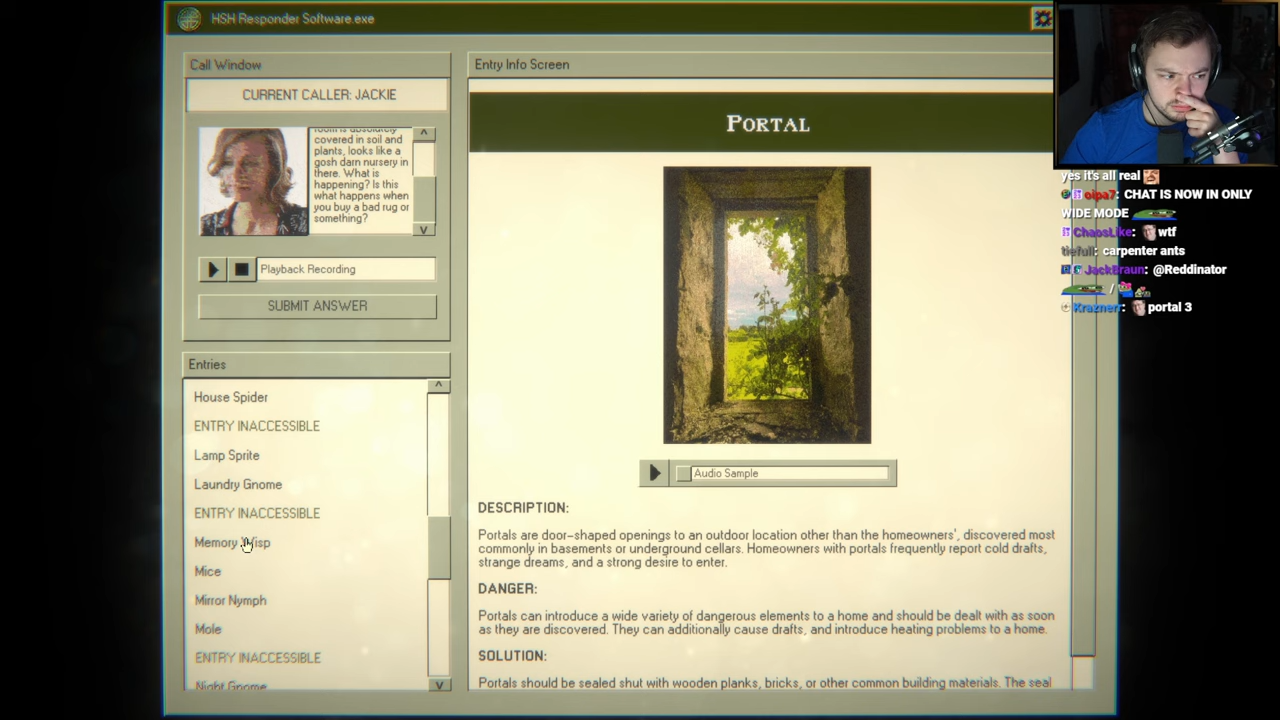 HSH Responder Software.exe
Call Window
CURRENT CALLER: JACKIE
room is absolutely
covered in soil and
plants, looks like a
gosh darn nursery in
there. What is
happening? Is this
what happens when
you buy a bad rug or
something?
Playback Recording
SUBMIT ANSWER
Entries
House Spider
ENTRY INACCESSIBLE
Lamp Sprite
Laundry Gnome
ENTRY INACCESSIBLE
Memory Wisp
Mice
Mirror Nymph
Mole
ENTRY INACCESSIBLE
Night Gnome
Entry Info Screen
PORTAL
Audio Sample
DESCRIPTION:
Portals are door-shaped openings to an outdoor location other than the homeowners', discovered most
commonly in basements or underground cellars. Homeowners with portals frequently report cold drafts,
strange dreams, and a strong desire to enter.
DANGER:
Portals can introduce a wide variety of dangerous elements to a home and should be dealt with as soon
as they are discovered. They can additionally cause drafts, and introduce heating problems to a home.
SOLUTION:
Portals should be sealed shut with wooden planks, bricks, or other common building materials. The seal
yes it's all real
oipa7: CHAT IS NOW IN ONLY
WIDE MODE
ChaosLike: wtf
tiefull: carpenter ants
JackBraun: @Reddinator
/
Kraznerr: portal 3